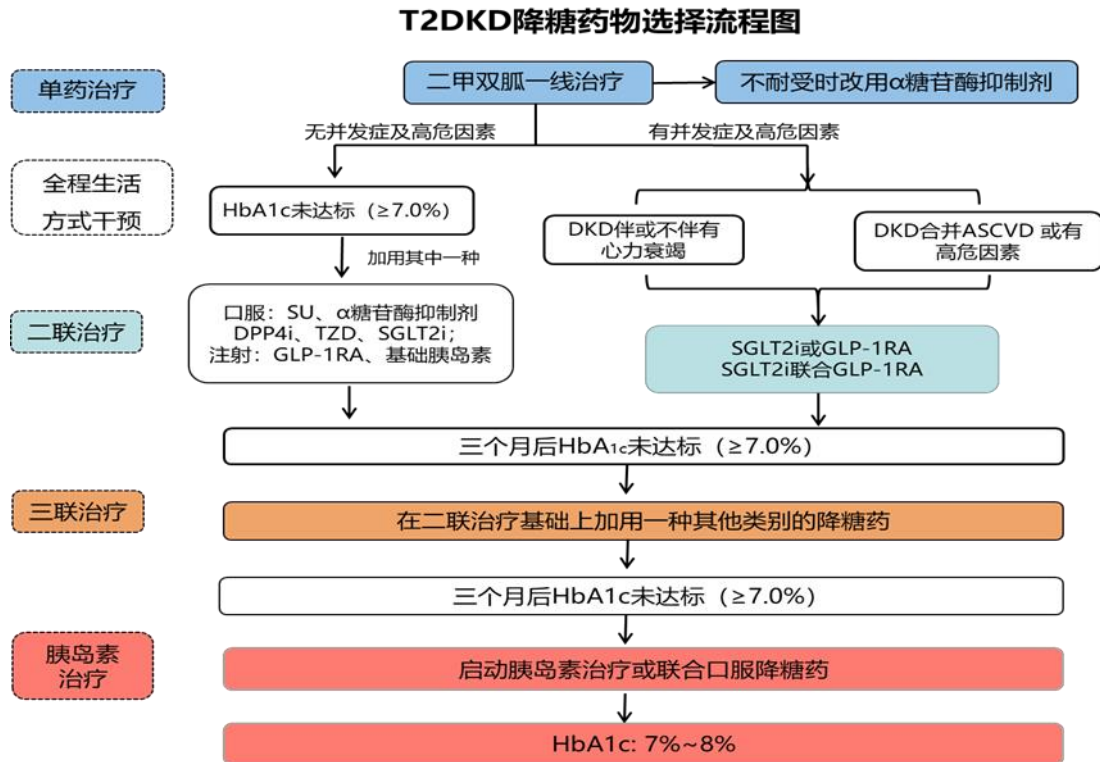 T2DKD降糖药物选择流程图
单药治疗
二甲双胍一线治疗
不耐受时改用α糖苷酶抑制剂
无并发症及高危因素
有并发症及高危因素
全程生活
方式干预
HbA1c未达标（≥7.0%）
DKD伴或不伴有
心力衰竭
DKD合并ASCVD 或有
高危因素
加用其中一种
二联治疗
口服：SU、α糖苷酶抑制剂
DPP4i、TZD、SGLT2i；
注射：GLP-1RA、基础胰岛素
SGLT2i或GLP-1RA
SGLT2i联合GLP-1RA
三个月后HbA1c未达标（≥7.0%）
三联治疗
在二联治疗基础上加用一种其他类别的降糖药
三个月后HbA1c未达标（≥7.0%）
胰岛素
治疗
启动胰岛素治疗或联合口服降糖药
HbA1c: 7%~8%